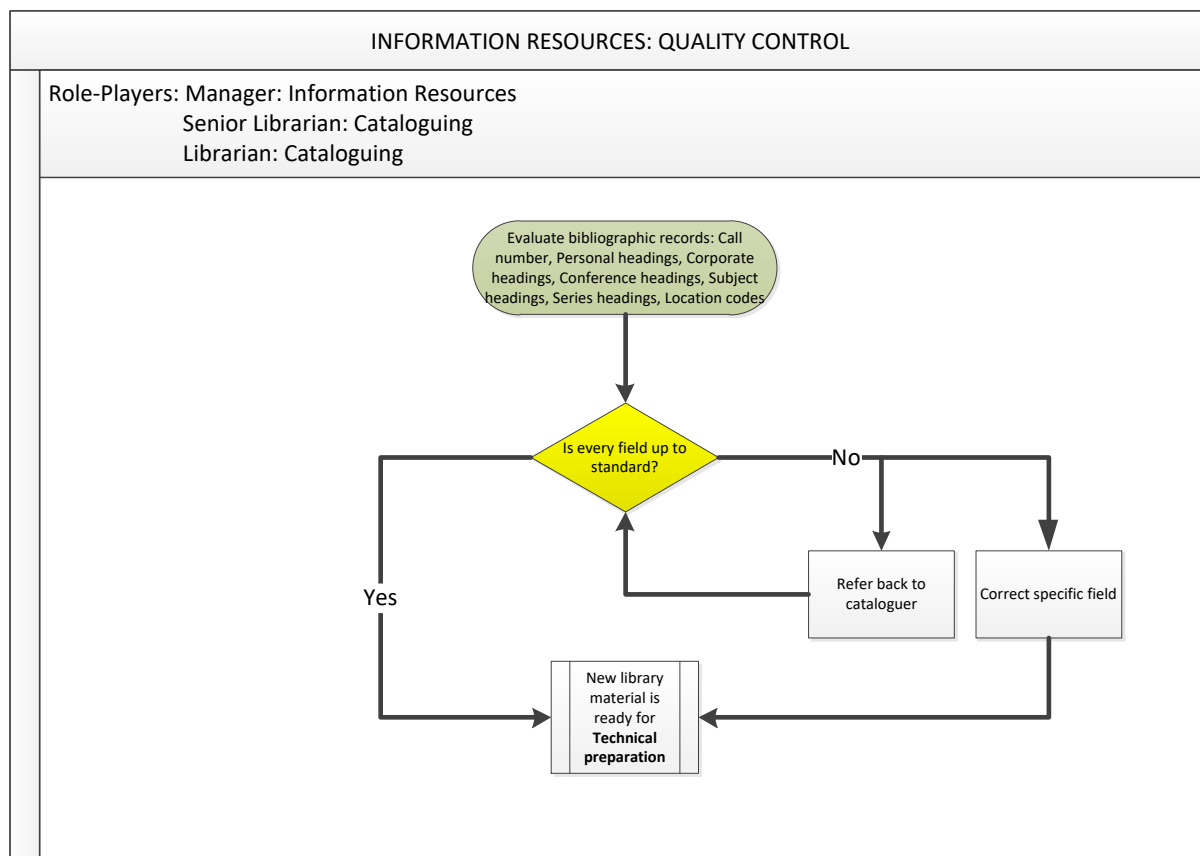 INFORMATION RESOURCES: QUALITY CONTROL
Role-Players: Manager: Information Resources
Senior Librarian: Cataloguing
Librarian: Cataloguing
Evaluate bibliographic records: Call
number, Personal headings, Corporate
headings, Conference headings, Subject
headings, Series headings, Location codes
Is every field up to
standard?
No
Yes
Refer back to
cataloguer
Correct specific field
New library
material is
ready for
Technical
preparation